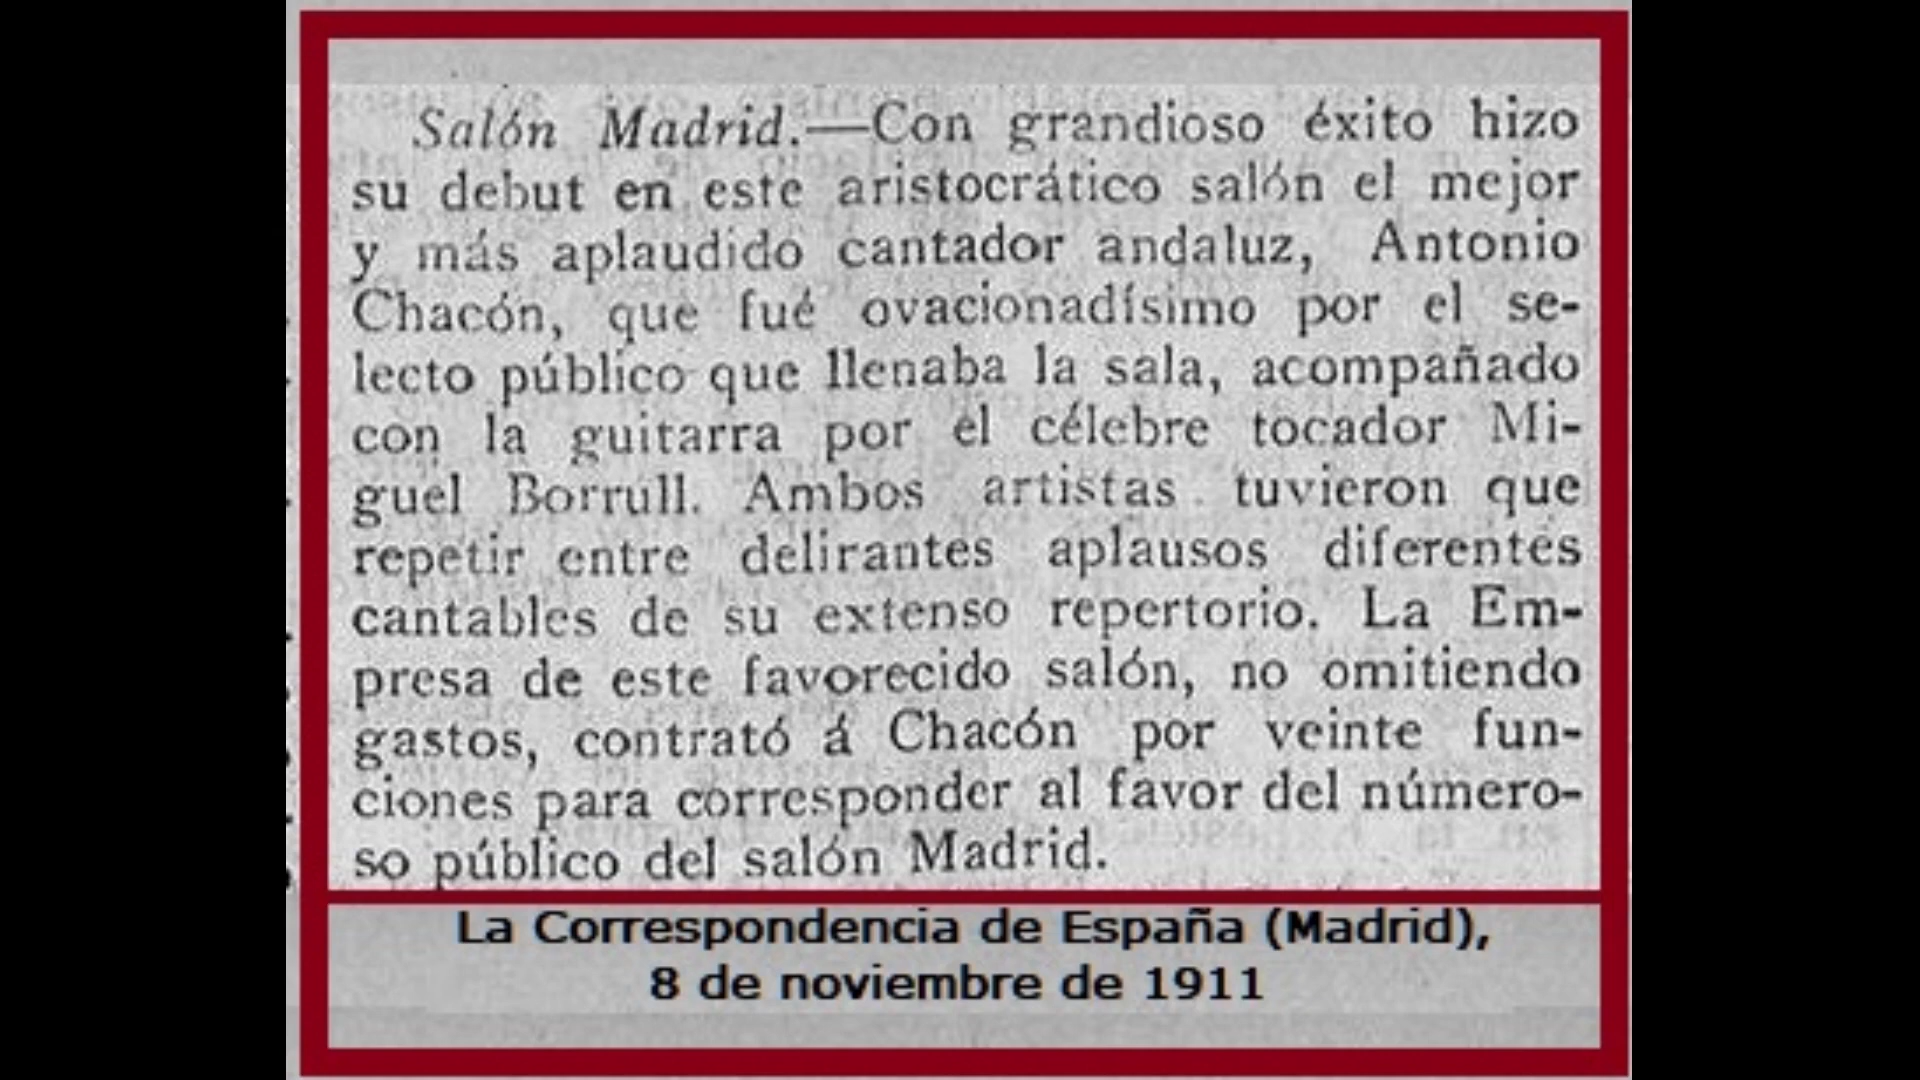 Salón Madrid.—Con grandioso éxito hizo
su debut en este aristocrático salón el mejor
y más aplaudido cantador andaluz, Antonio
Chacón, que fué ovacionadísimo por el se-
lecto público que llenaba la sala, acompañado
con la guitarra por el célebre tocador Mi-
guel Borrull. Ambos artistas tuvieron que
repetir entre delirantes aplausos diferentes
cantables de su extenso repertorio. La Em-
presa de este favorecido salón, no omitiendo
gastos, contrató á Chacón por veinte fun-
ciones para corresponder al favor del número-
so público del salón Madrid.
La Correspondencia de España (Madrid),
8 de noviembre de 1911